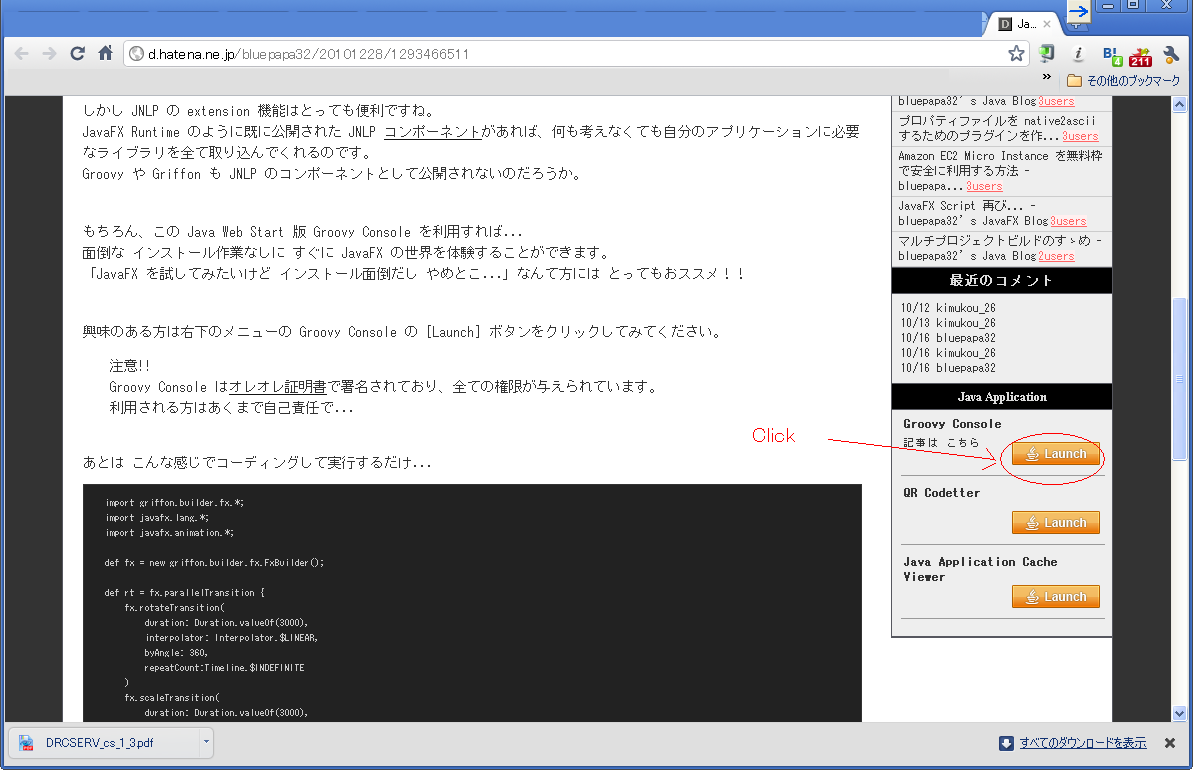 Ja...
d.hatena.ne.jp/bluepapa32/20101228/1293466511
B!
4
211
»
その他のブックマーク
しかし JNLP の extension 機能はとっても便利ですね。
JavaFX Runtime のように既に公開された JNLP コンポーネントがあれば、何も考えなくても自分のアプリケーションに必要
なライブラリを全て取り込んでくれるのです。
Groovy や Griffon も JNLP のコンポーネントとして公開されないのだろうか。
もちろん、この Java Web Start 版 Groovy Console を利用すれば...
面倒な インストール作業なしに すぐに JavaFX の世界を体験することができます。
「JavaFX を試してみたいけど インストール面倒だし やめとこ...」なんて方には とってもおススメ！！
興味のある方は右下のメニューの Groovy Console の [Launch] ボタンをクリックしてみてください。
注意!!
Groovy Console はオレオレ証明書で署名されており、全ての権限が与えられています。
利用される方はあくまで自己責任で...
あとは こんな感じでコーディングして実行するだけ...
import griffon.builder.fx.*;
import javafx.lang.*;
import javafx.animation.*;
def fx = new griffon.builder.fx.FxBuilder();
def rt = fx.parallelTransition {
fx.rotateTransition(
duration: Duration.valueOf(3000),
interpolator: Interpolator.$LINEAR,
byAngle: 360,
repeatCount:Timeline.$INDEFINITE
)
fx.scaleTransition(
duration: Duration.valueOf(3000),
bluepapa32's Java Blog 3users
プロパティファイルを native2ascii
するためのプラグインを作... 3users
Amazon EC2 Micro Instance を無料枠
で安全に利用する方法 -
bluepapa... 3users
JavaFX Script 再び... -
bluepapa32's JavaFX Blog 3users
マルチプロジェクトビルドのすゝめ -
bluepapa32's Java Blog 2users
最近のコメント
10/12 kimukou_26
10/13 kimukou_26
10/16 bluepapa32
10/16 kimukou_26
10/16 bluepapa32
Java Application
Groovy Console
記事は こちら
Launch
Click
QR Codetter
Launch
Java Application Cache
Viewer
Launch
DRCSERV_cs_1_3.pdf
すべてのダウンロードを表示